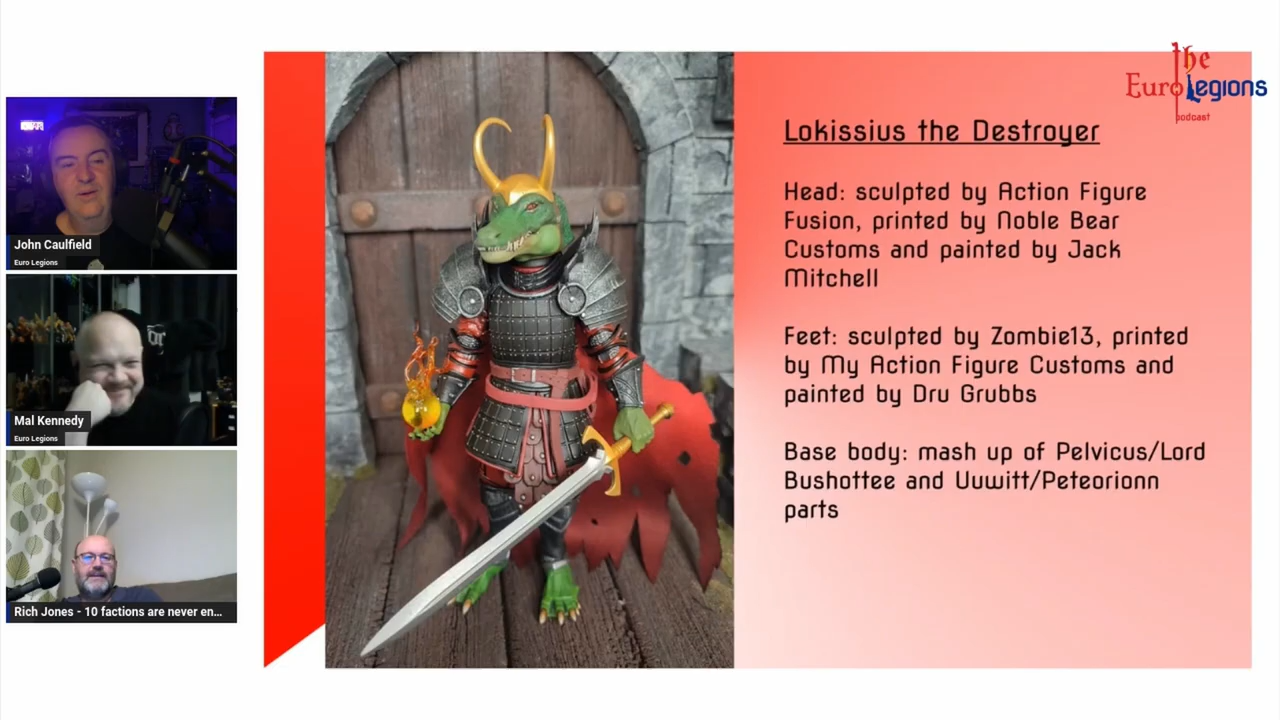 the
Euro Legions
podcast
Lokissius the Destroyer
Head: sculpted by Action Figure
Fusion, printed by Noble Bear
Customs and painted by Jack
Mitchell
Feet: sculpted by Zombie13, printed
by My Action Figure Customs and
painted by Dru Grubbs
Base body: mash up of Pelvicus/Lord
Bushottee and Uuwitt/Peteorionn
parts
John Caulfield
Euro Legions
Mal Kennedy
Euro Legions
Rich Jones - 10 factions are never en...